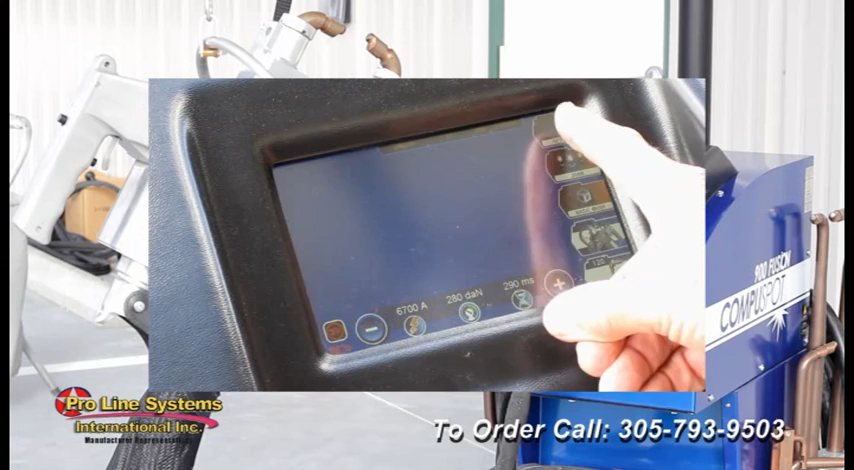 6700 A
280 daN
290 ms
120°
900 FUSION
COMPUSPOT
Pro Line Systems
International Inc.
Manufacturer Representative
To Order Call: 305-793-9503